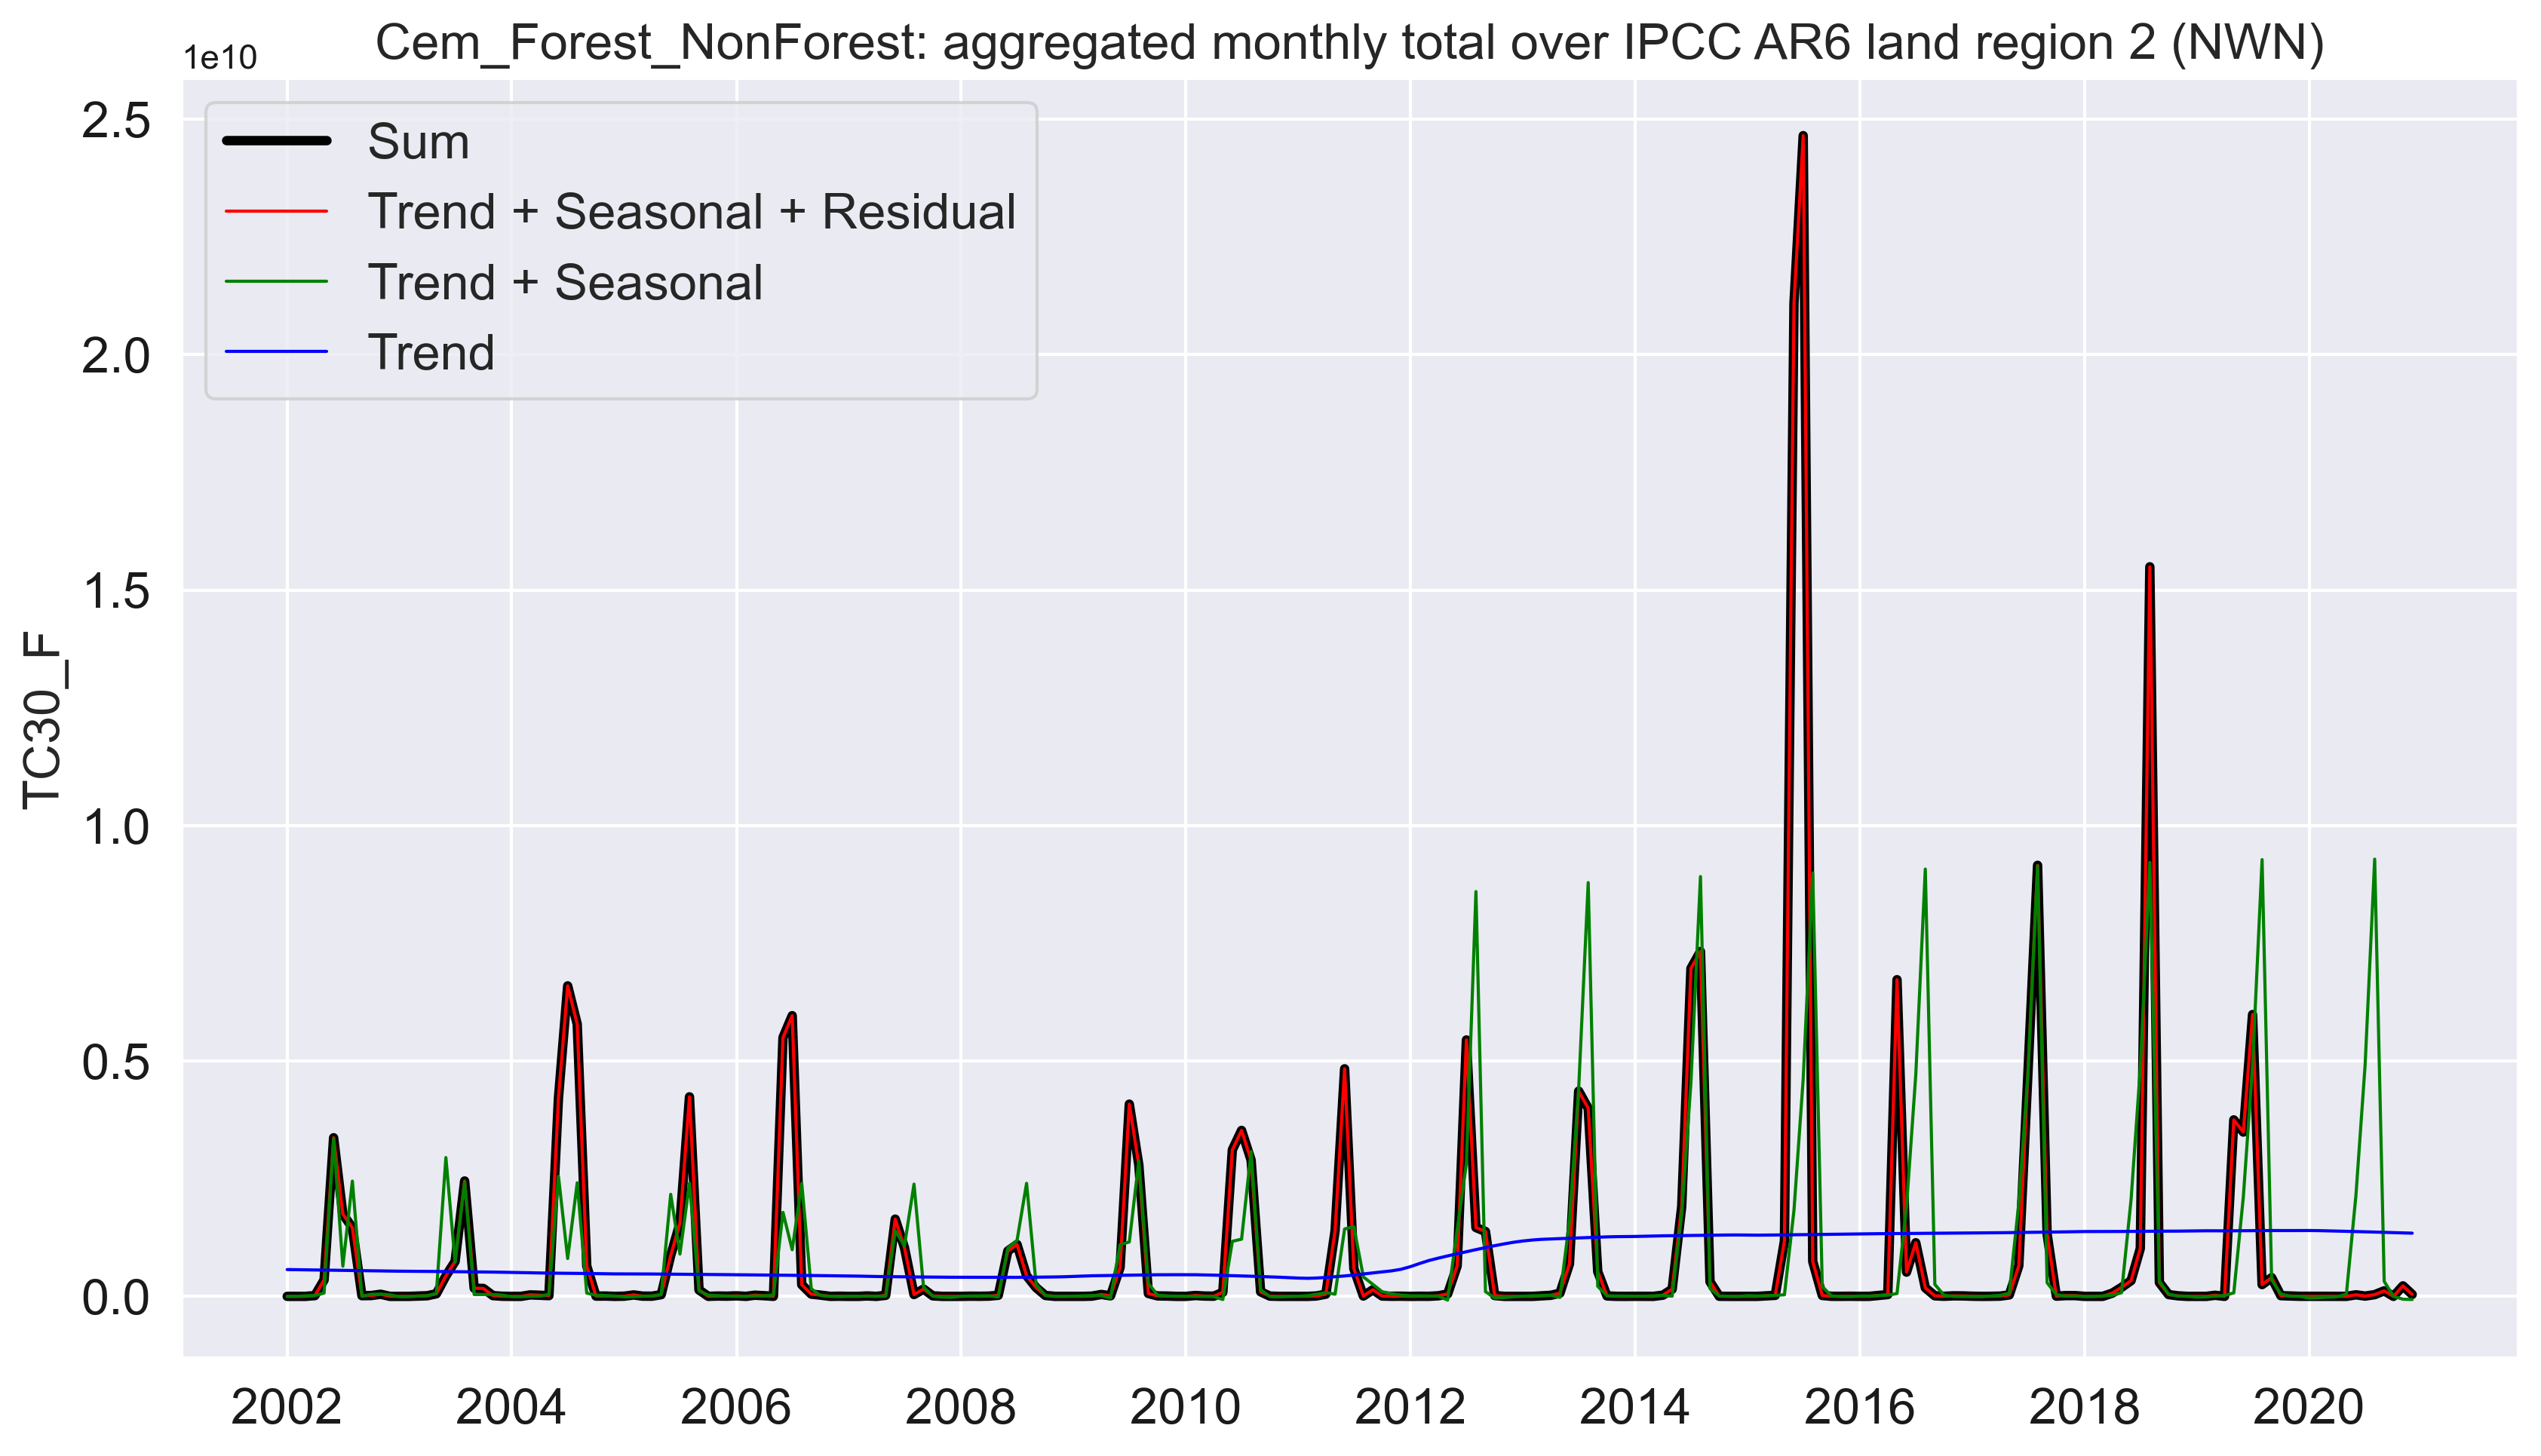 Cem_Forest_NonForest: aggregated monthly total over IPCC AR6 land region 2 (NWN)
1e10
2.5
2.0
1.5
1.0
0.5
0.0
TC30_F
Sum
Trend + Seasonal + Residual
Trend + Seasonal
Trend
2002 2004 2006 2008 2010 2012 2014 2016 2018 2020